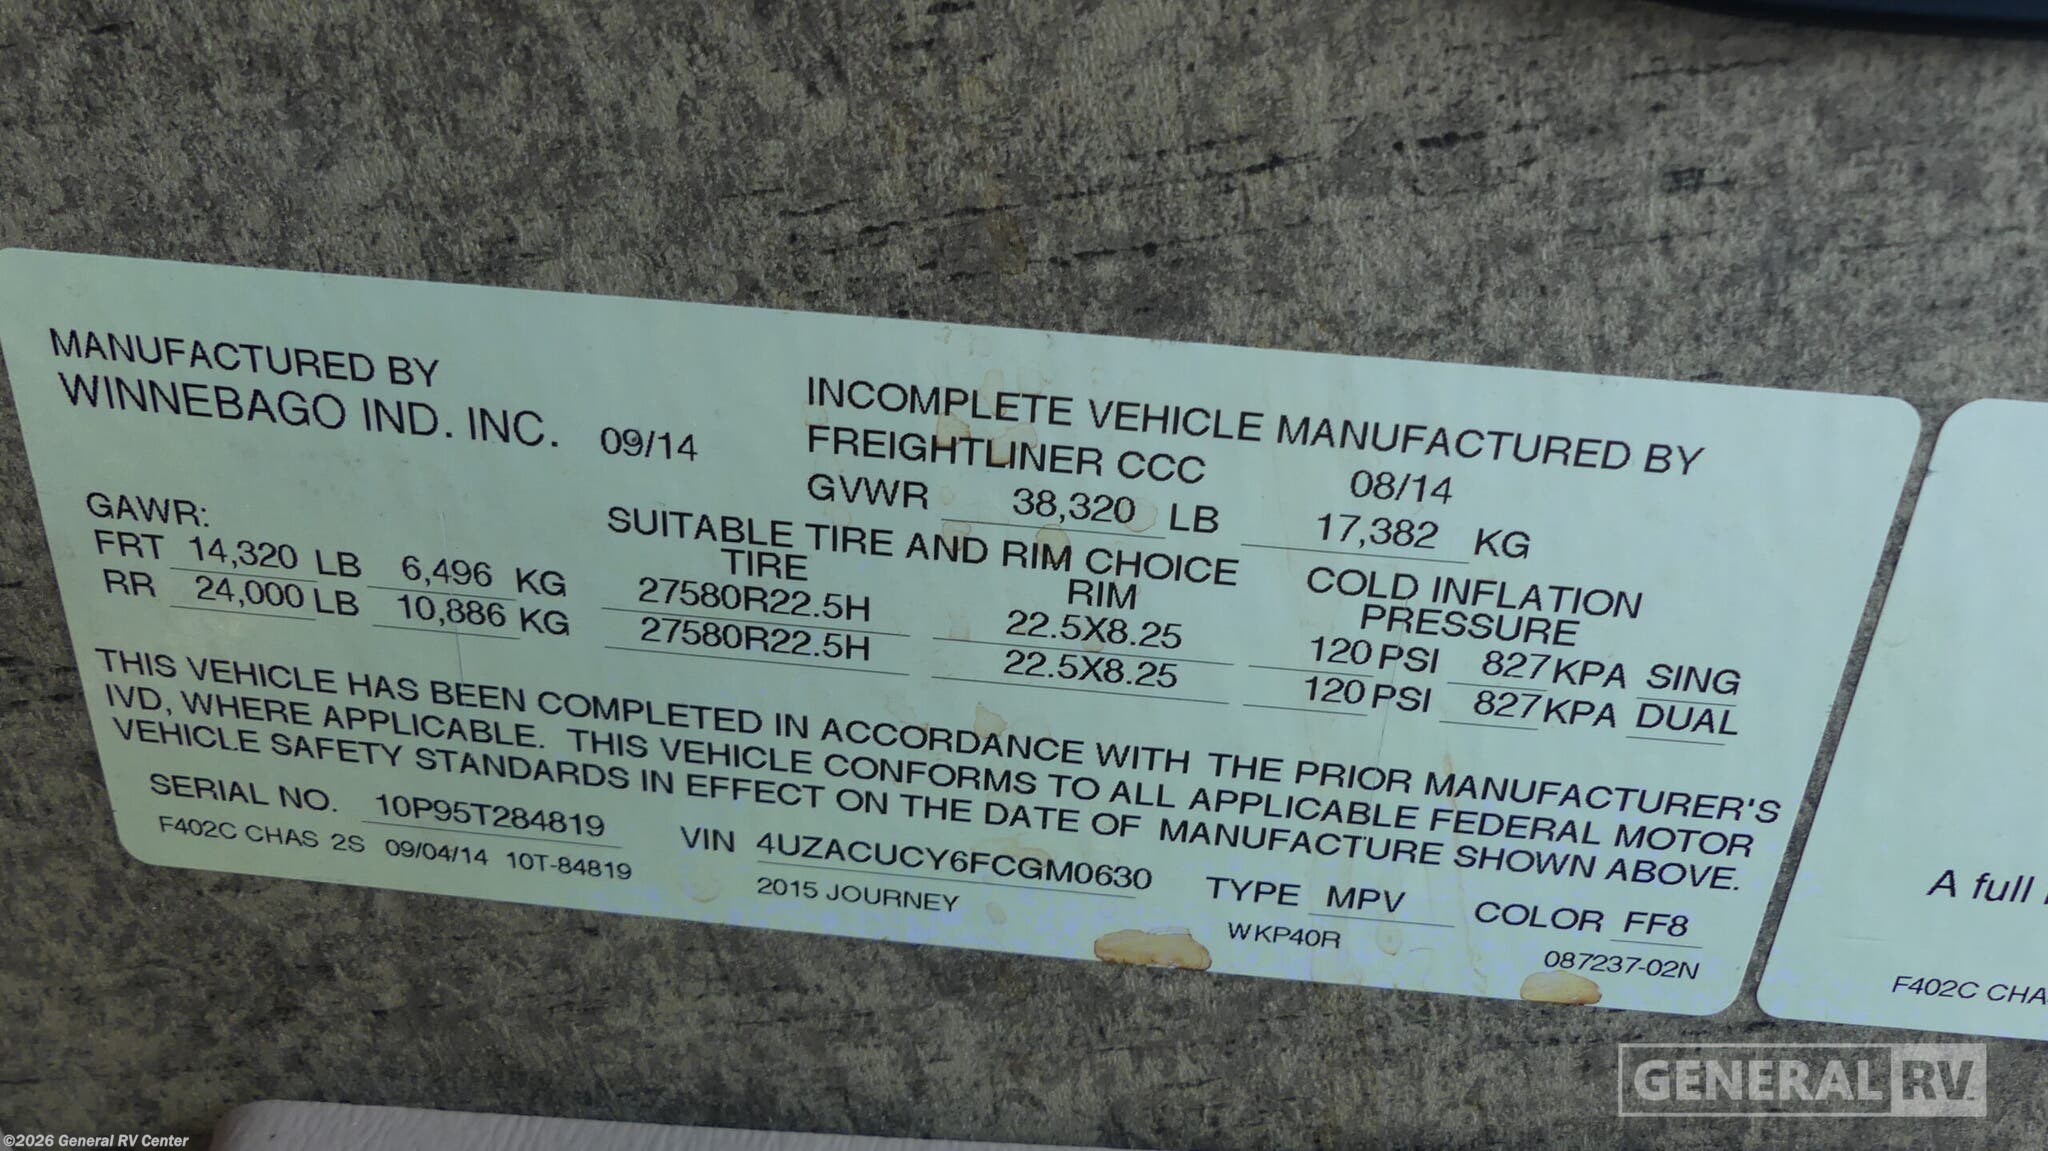 MANUFACTURED BY
WINNEBAGO IND. INC. 09/14
INCOMPLETE VEHICLE MANUFACTURED BY
FREIGHTLINER CCC 08/14
GVWR 38,320 LB 17,382 KG
GAWR:
SUITABLE TIRE AND RIM CHOICE
TIRE RIM COLD INFLATION
PRESSURE
FRT 14,320 LB 6,496 KG 27580R22.5H 22.5X8.25 120 PSI 827 KPA SING
RR 24,000 LB 10,886 KG 27580R22.5H 22.5X8.25 120 PSI 827 KPA DUAL
THIS VEHICLE HAS BEEN COMPLETED IN ACCORDANCE WITH THE PRIOR MANUFACTURER'S
IVD, WHERE APPLICABLE. THIS VEHICLE CONFORMS TO ALL APPLICABLE FEDERAL MOTOR
VEHICLE SAFETY STANDARDS IN EFFECT ON THE DATE OF MANUFACTURE SHOWN ABOVE.
SERIAL NO. 10P95T284819 VIN 4UZACUCY6FCGM0630 TYPE MPV COLOR FF8
F402C CHAS 2S 09/04/14 10T-84819 2015 JOURNEY WKP40R 087237-02N
A full
F402C CHA
GENERAL RV
©2026 General RV Center